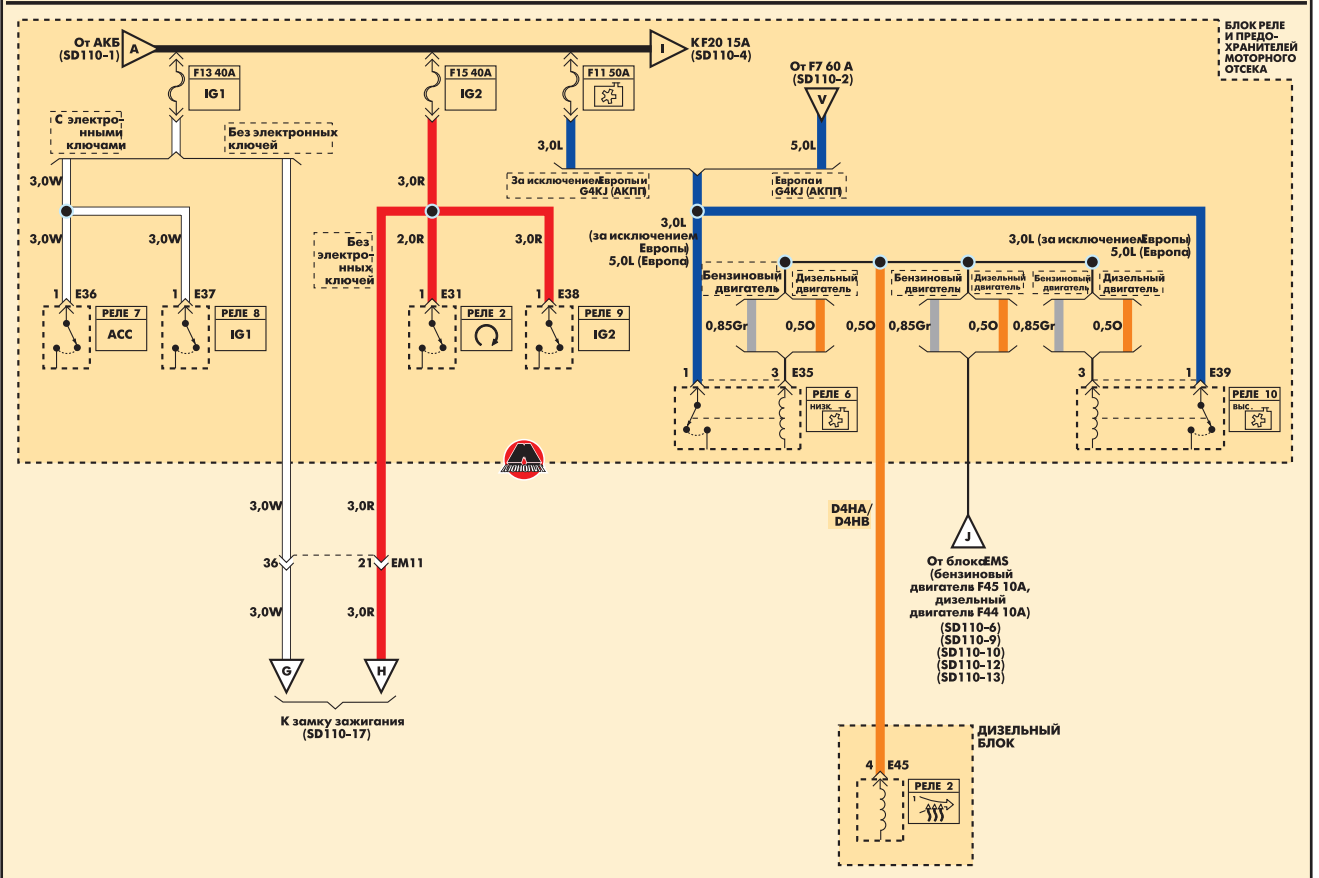 От АКБ
(SD110-1)
A
I
К F20 15A
(SD110-4)
БЛОК РЕЛЕ
И ПРЕДО-
ХРАНИТЕЛЕЙ
МОТОРНОГО
ОТСЕКА
F13 40A
IG1
F15 40A
IG2
F11 50A
От F7 60 A
(SD110-2)
V
С электро-
нными
ключами
Без электронных
ключей
3,0L
5,0L
3,0W
3,0R
За исключением Европы и
G4KJ (АКПП)
Европа и
G4KJ (АКПП)
3,0W
3,0W
Без
электро-
нных
ключей
2,0R
3,0R
3,0L
(за исключением
Европы)
5,0L (Европа)
3,0L (за исключением Европы)
5,0L (Европа)
Бензиновый
двигатель
Дизельный
двигатель
Бензиновый
двигатель
Дизельный
двигатель
Бензиновый
двигатель
Дизельный
двигатель
1 E36
РЕЛЕ 7
ACC
1 E37
РЕЛЕ 8
IG1
1 E31
РЕЛЕ 2
1 E38
РЕЛЕ 9
IG2
0,85Gr
0,5O
0,5O
0,85Gr
0,5O
0,85Gr
0,5O
1
3 E35
РЕЛЕ 6
НИЗК.
3
1 E39
РЕЛЕ 10
ВЫС.
3,0W
3,0R
D4HA/
D4HB
36
21
EM11
J
От блока EMS
(бензиновый
двигатель F45 10A,
дизельный
двигатель F44 10A)
(SD110-6)
(SD110-9)
(SD110-10)
(SD110-12)
(SD110-13)
3,0W
3,0R
G
H
К замку зажигания
(SD110-17)
ДИЗЕЛЬНЫЙ
БЛОК
4 E45
РЕЛЕ 2
1